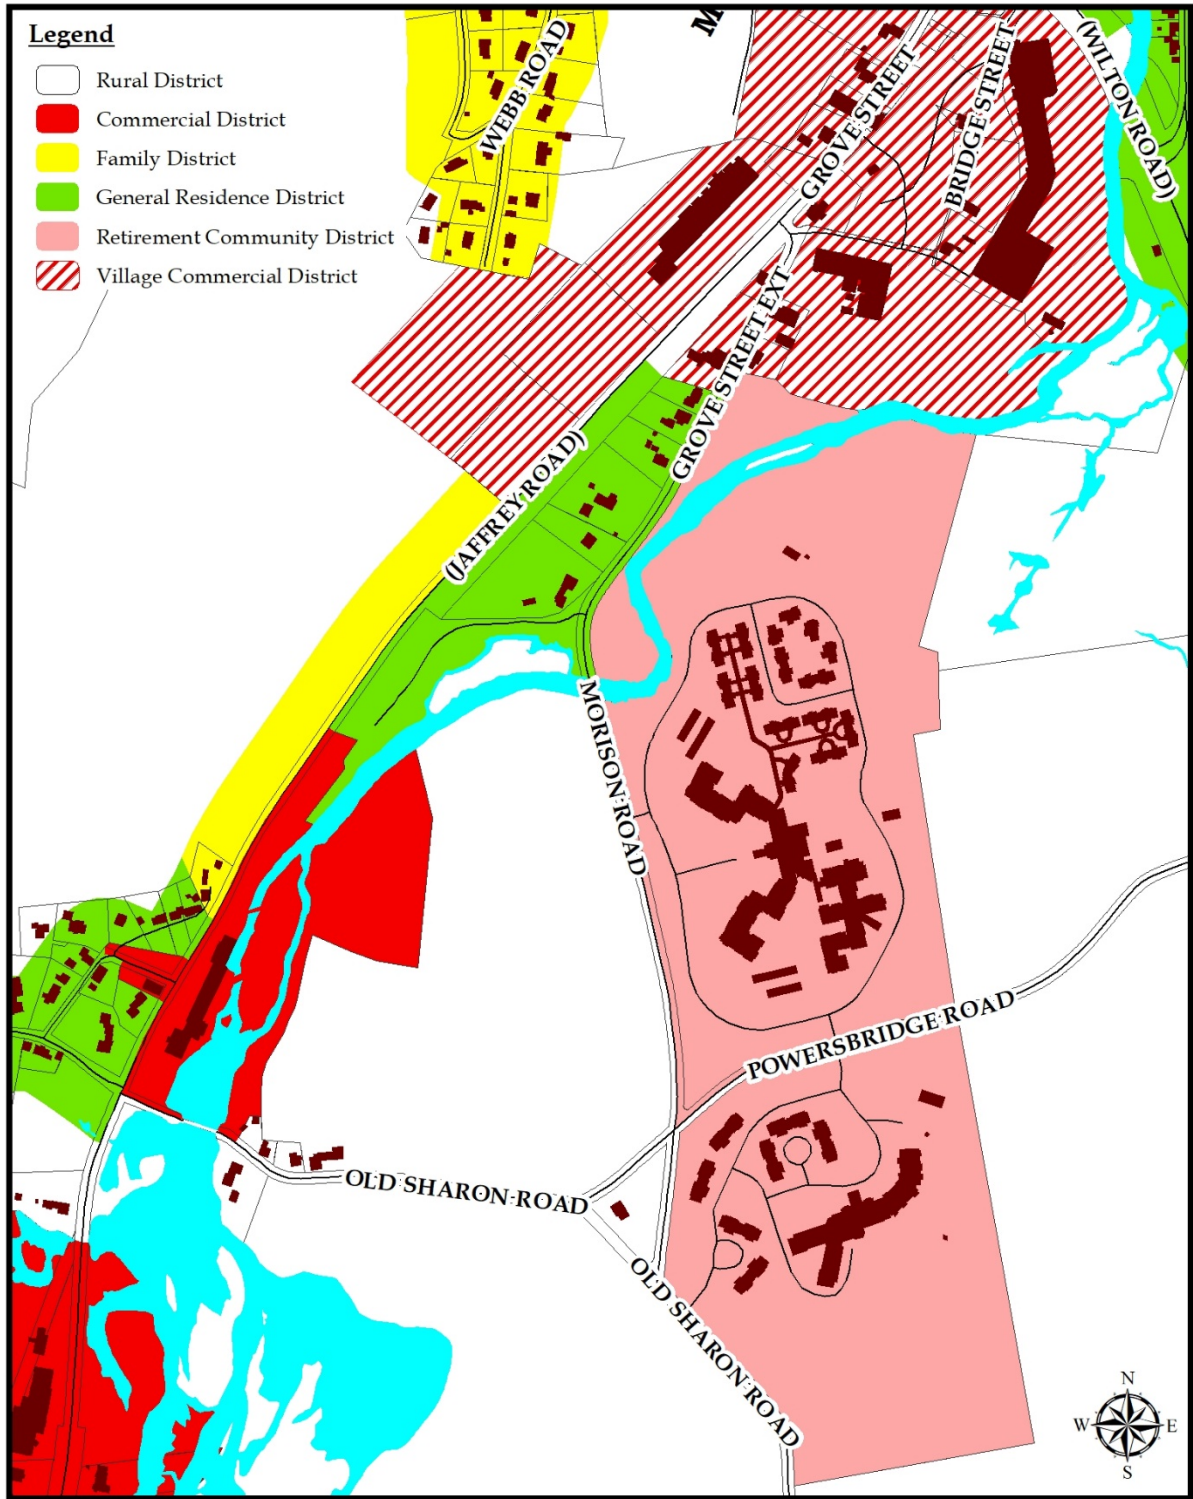 Legend
Rural District
Commercial District
Family District
General Residence District
Retirement Community District
Village Commercial District
WEBB ROAD
M
GROVE STREET
BRIDGE STREET
(WILTON ROAD)
GROVE STREET EXT
(JAFFREY ROAD)
MORISON ROAD
POWERSBRIDGE ROAD
OLD SHARON ROAD
OLD SHARON ROAD
N
W
E
S